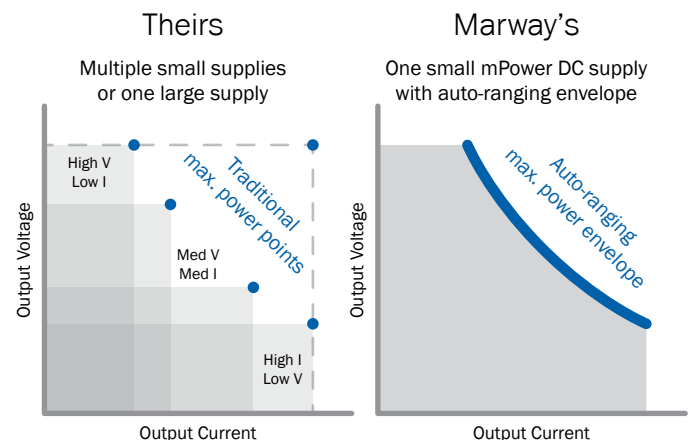 Theirs
Multiple small supplies
or one large supply
Output Voltage
High V
Low I
Traditional
max. power points
Med V
Med I
High I
Low V
Output Current
Marway's
One small mPower DC supply
with auto-ranging envelope
Output Voltage
Auto-ranging
max. power envelope
Output Current